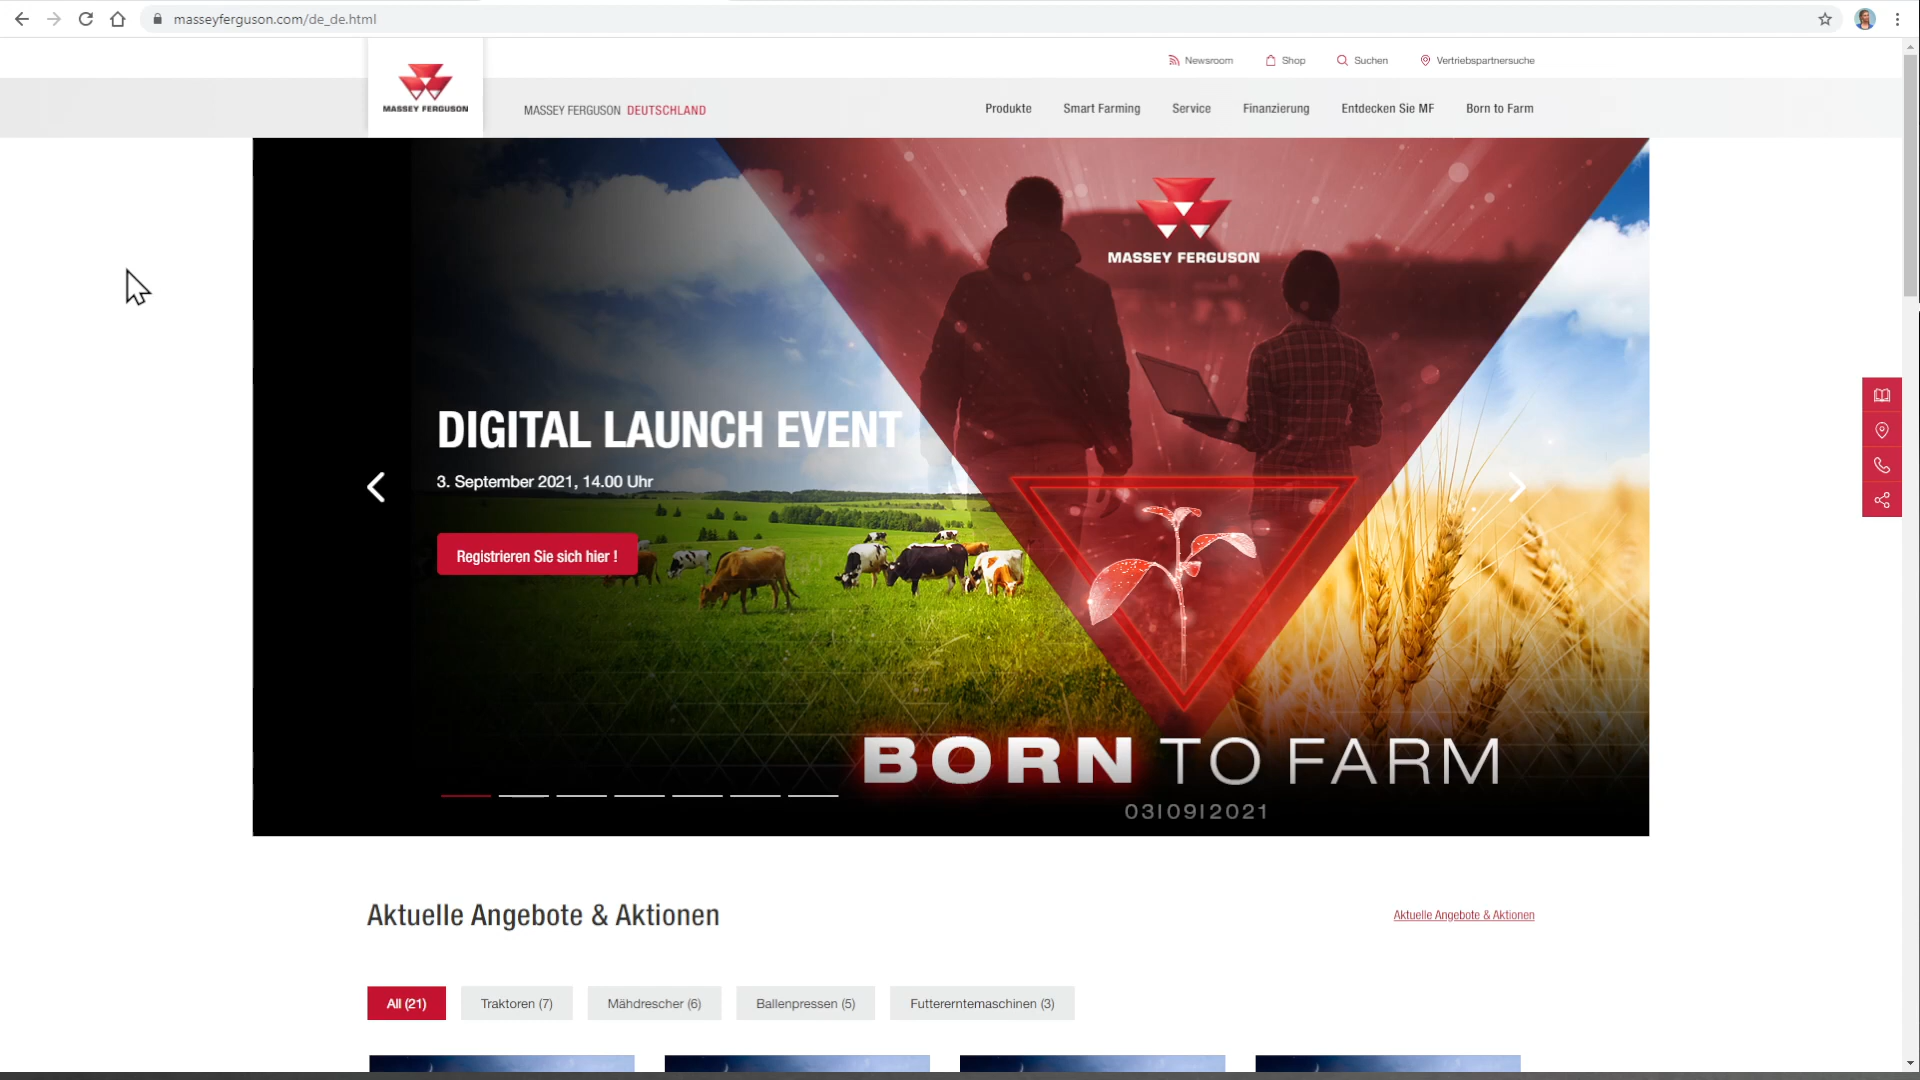 masseyferguson.com/de_de.html
Newsroom
Shop
Suchen
Vertriebspartnersuche
MASSEY FERGUSON
MASSEY FERGUSON DEUTSCHLAND
Produkte
Smart Farming
Service
Finanzierung
Entdecken Sie MF
Born to Farm
MASSEY FERGUSON
DIGITAL LAUNCH EVENT
3. September 2021, 14.00 Uhr
Registrieren Sie sich hier !
BORN TO FARM
03|09|2021
Aktuelle Angebote & Aktionen
Aktuelle Angebote & Aktionen
All (21)
Traktoren (7)
Mähdrescher (6)
Ballenpressen (5)
Futtererntemaschinen (3)